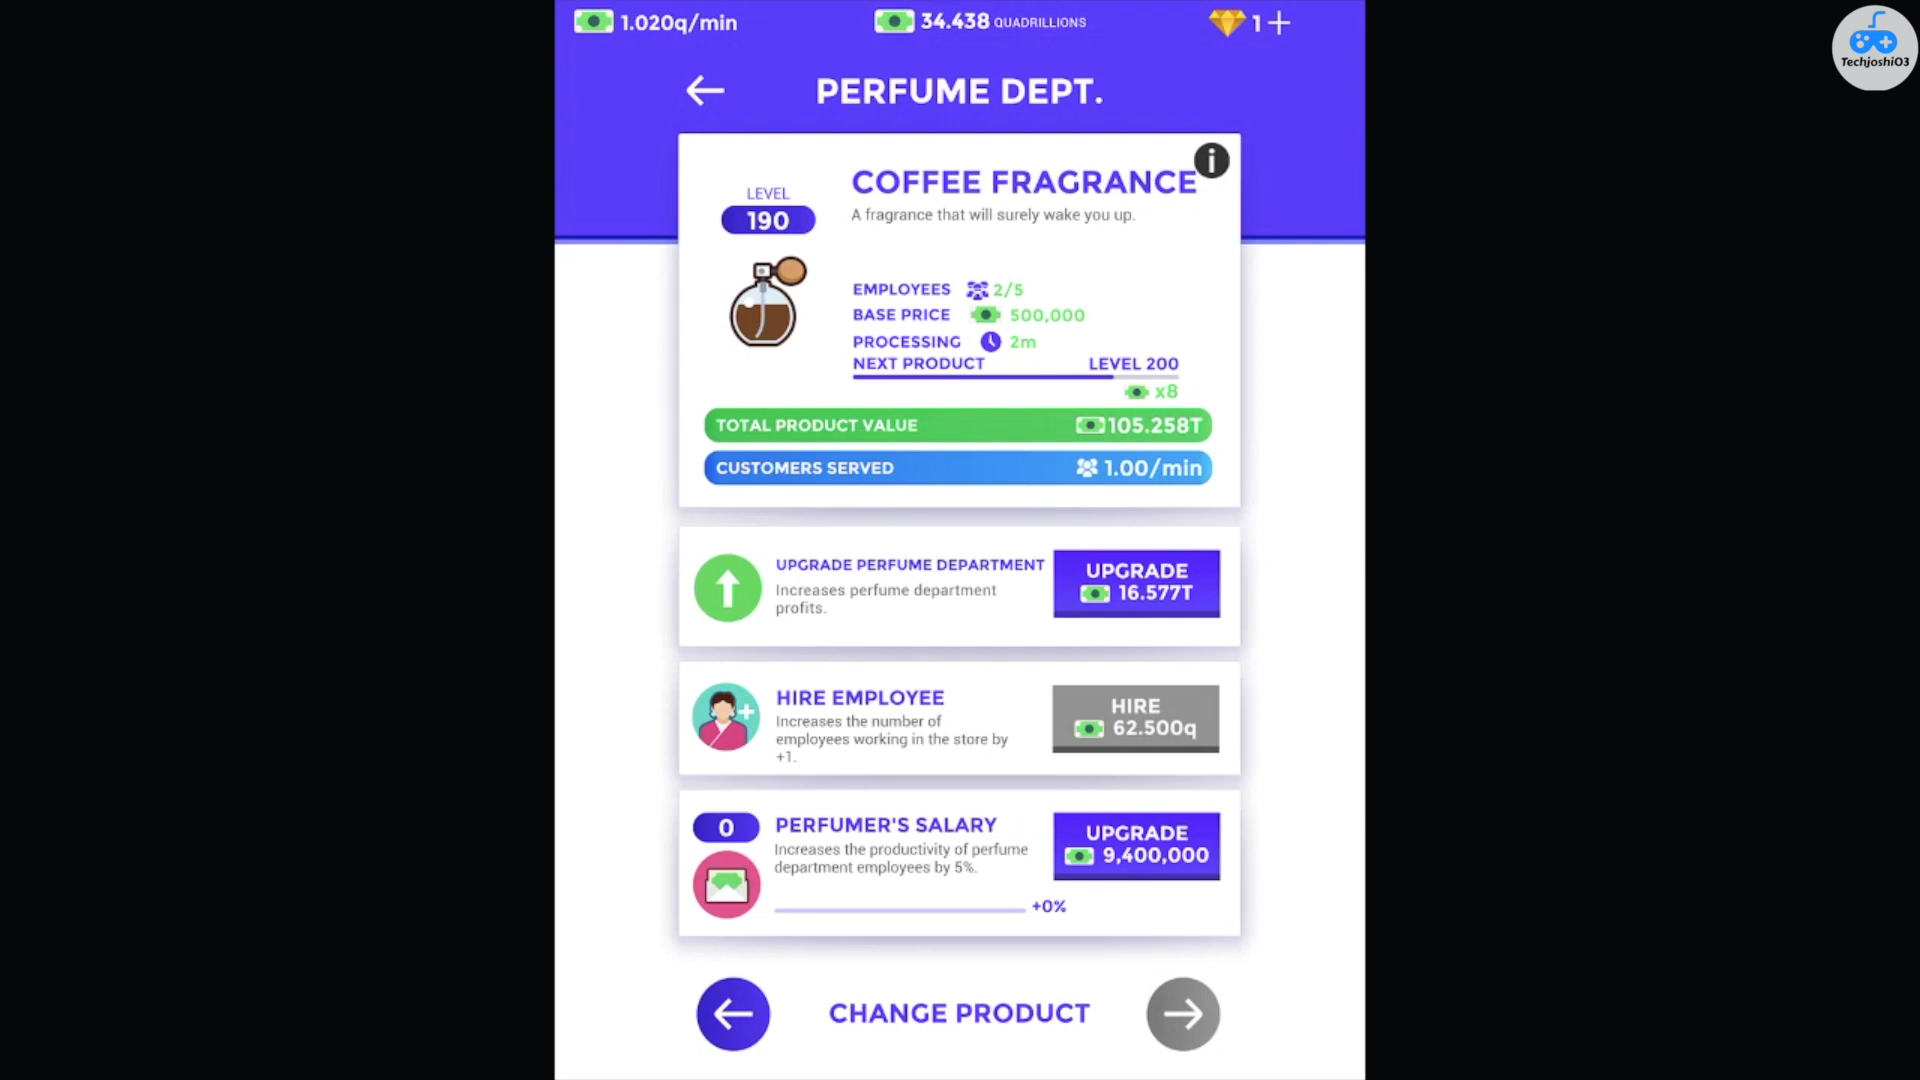 1.020q/min
34.438 QUADRILLIONS
1
TechjoshiO3
PERFUME DEPT.
i
LEVEL
190
COFFEE FRAGRANCE
A fragrance that will surely wake you up.
EMPLOYEES 2/5
BASE PRICE 500,000
PROCESSING 2m
NEXT PRODUCT LEVEL 200
x8
TOTAL PRODUCT VALUE 105.258T
CUSTOMERS SERVED 1.00/min
UPGRADE PERFUME DEPARTMENT
Increases perfume department
profits.
UPGRADE
16.577T
HIRE EMPLOYEE
Increases the number of
employees working in the store by
+1.
HIRE
62.500q
0
PERFUMER'S SALARY
Increases the productivity of perfume
department employees by 5%.
+0%
UPGRADE
9,400,000
CHANGE PRODUCT